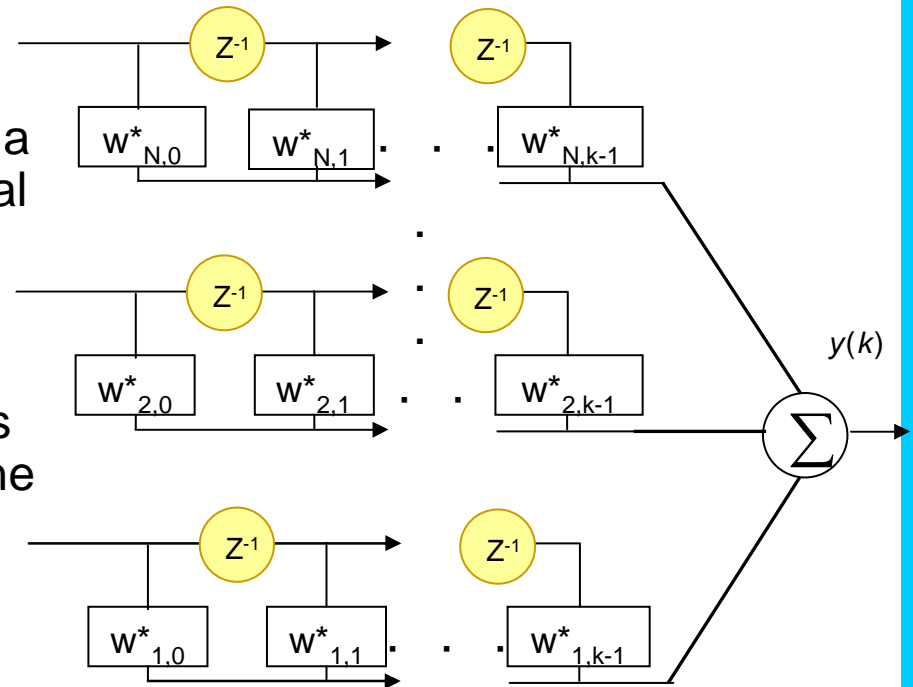 Z-1 Z-1
a
w*N,0 w*N,1 . . . w*N,k-1
al
.
.
.
Z-1 Z-1
y(k)
w*2,0 w*2,1 . . w*2,k-1
s
Σ
ne
Z-1 Z-1
w*1,0 w*1,1 . . . w*1,k-1